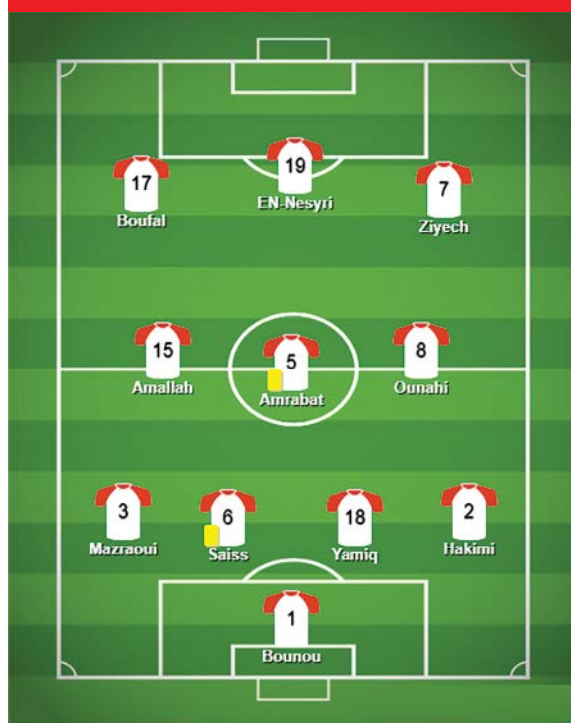 17
Boufal
19
EN-Nesyri
7
Ziyech
15
Amallah
5
Amrabat
8
Ounahi
3
Mazraoui
6
Saiss
18
Yamiq
2
Hakimi
1
Bounou